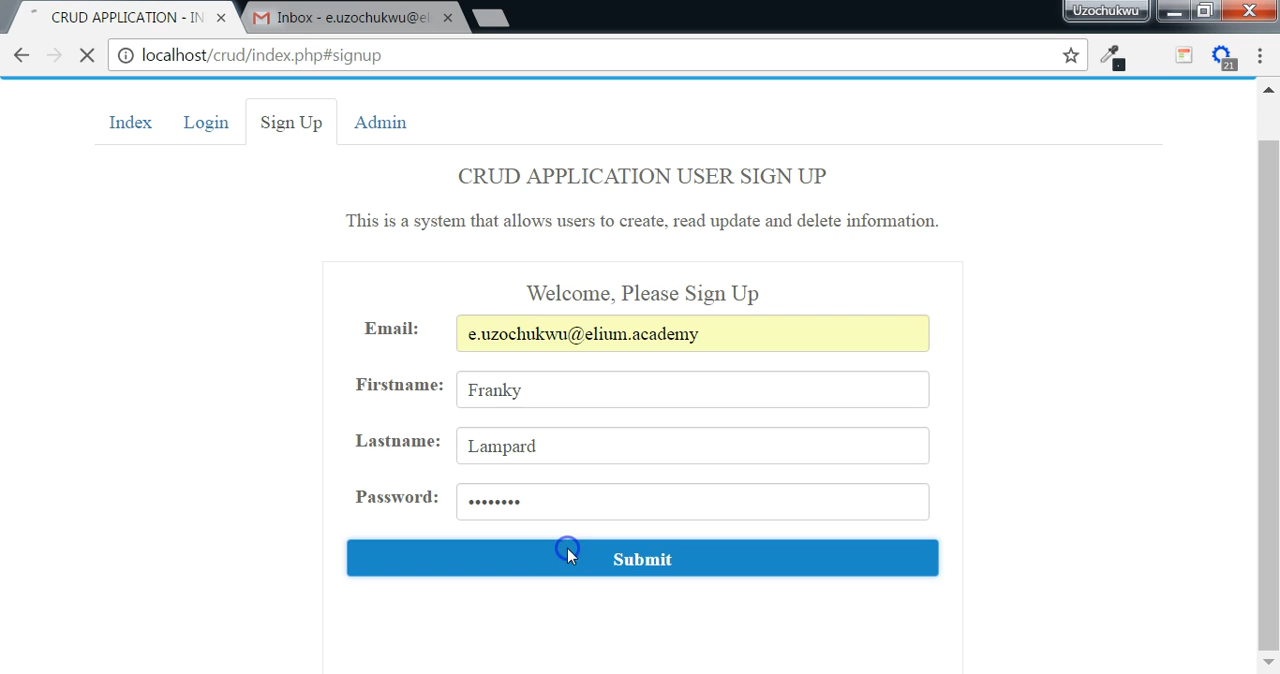 CRUD APPLICATION - IN
Inbox - e.uzochukwu@el
Uzochukwu
localhost/crud/index.php#signup
21
Index Login Sign Up Admin
CRUD APPLICATION USER SIGN UP
This is a system that allows users to create, read update and delete information.
Welcome, Please Sign Up
Email: e.uzochukwu@elium.academy
Firstname: Franky
Lastname: Lampard
Password: ••••••••
Submit